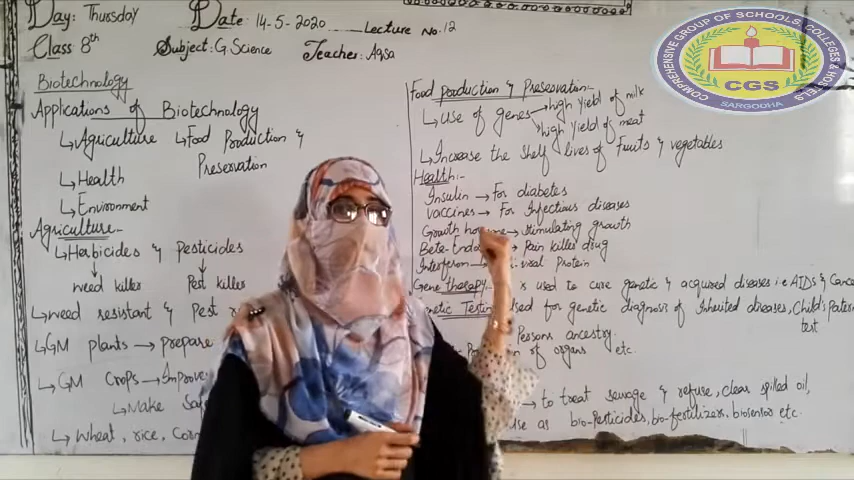 Day: Thursday Date: 14-5-2020 Lecture No. 12
Class 8th Subject: G.Science Teacher: Aqsa
Biotechnology
Applications of Biotechnology
Agriculture Food Production &
Preservation
Health
Environment
Agriculture:-
Herbicides & Pesticides
weed killer Pest killer
weed resistant & Pest
GM plants → prepare
GM crops → Improve
Make
Wheat, rice,
Food production & Preservation:-
use of genes → high yield of milk
high yield of meat
Increase the shelf lives of Fruits & vegetables
Health:-
Insulin → For diabetes
vaccines → For Infectious diseases
Growth → stimulating growth
Pain killer drug
Interferon → viral protein
Gene therapy is used to cure genetic & acquired diseases i.e AIDs &
Testing used for genetic diagnosis of Inherited diseases, Child's
test
Persons ancestry.
of organs etc.
→ to treat sewage & refuse, clear spilled oil,
use as bio-pesticides, bio-fertilizers, biosensors etc.
COMPREHENSIVE GROUP OF SCHOOLS, COLLEGES & HOSTELS
CGS
SARGODHA